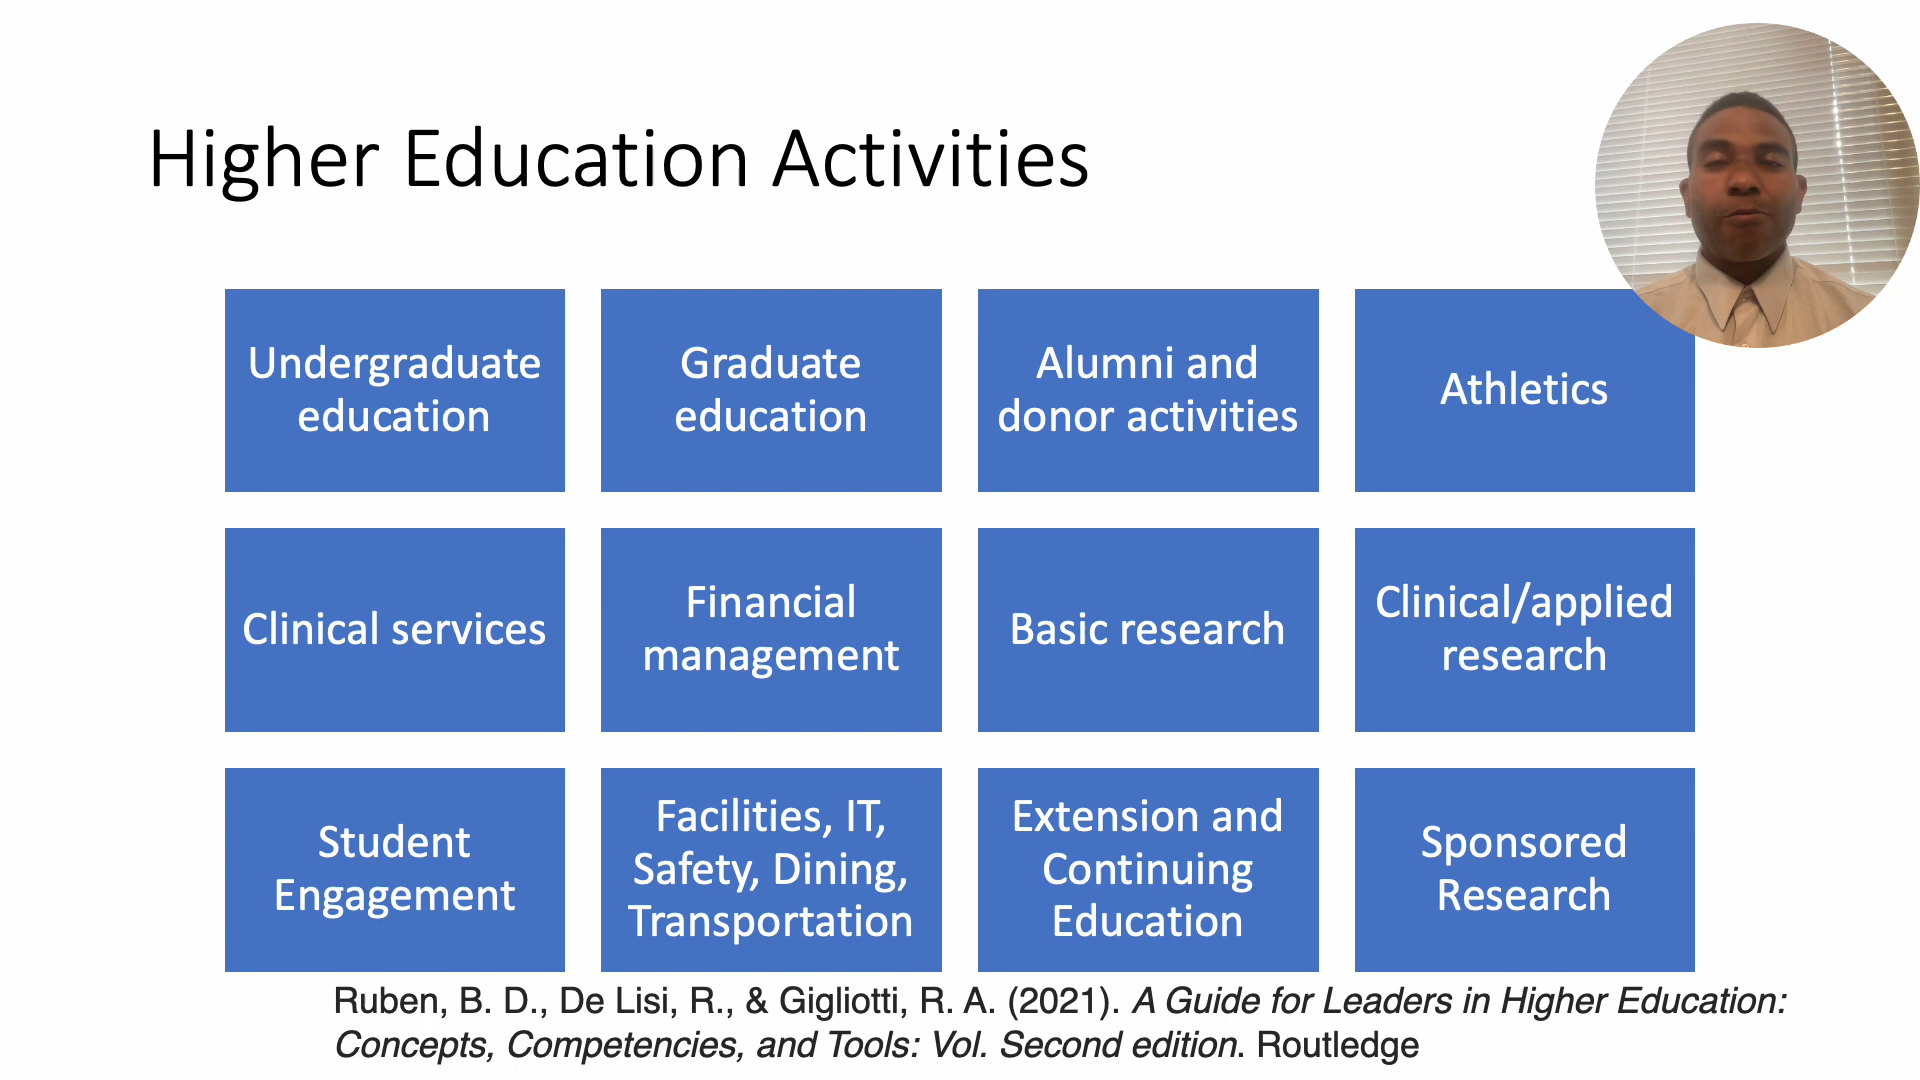 Higher Education Activities
Undergraduate
education
Graduate
education
Alumni and
donor activities
Athletics
Clinical services
Financial
management
Basic research
Clinical/applied
research
Student
Engagement
Facilities, IT,
Safety, Dining,
Transportation
Extension and
Continuing
Education
Sponsored
Research
Ruben, B. D., De Lisi, R., & Gigliotti, R. A. (2021). A Guide for Leaders in Higher Education:
Concepts, Competencies, and Tools: Vol. Second edition. Routledge